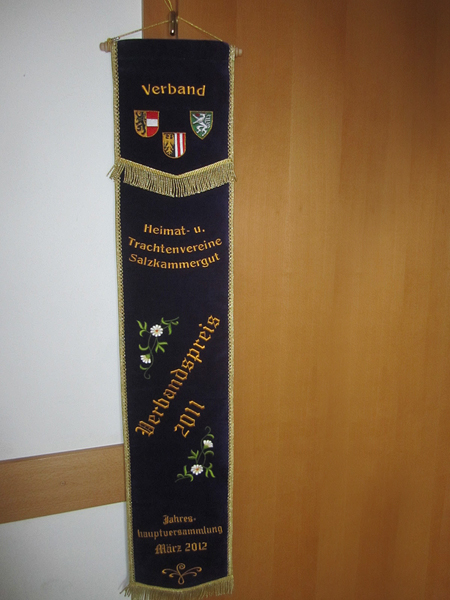 Verband
Heimat- u.
Trachtenvereine
Salzkammergut
Verbandspreis
2011
Jahres-
hauptversammlung
März 2012